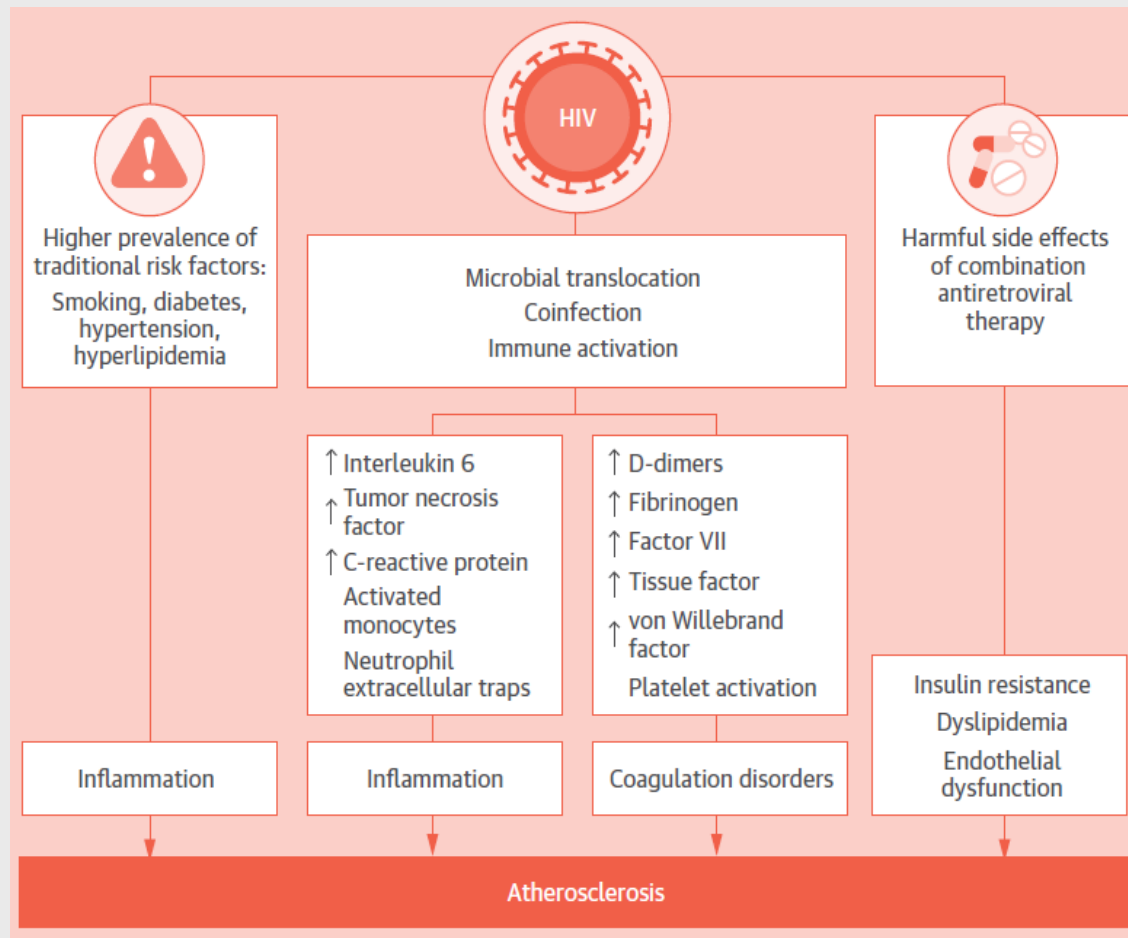 HIV
Higher prevalence of
traditional risk factors:
Smoking, diabetes,
hypertension,
hyperlipidemia
Microbial translocation
Coinfection
Immune activation
Harmful side effects
of combination
antiretroviral
therapy
↑ Interleukin 6
↑ Tumor necrosis
factor
↑ C-reactive protein
Activated
monocytes
Neutrophil
extracellular traps
↑ D-dimers
↑ Fibrinogen
↑ Factor VII
↑ Tissue factor
↑ von Willebrand
factor
Platelet activation
Insulin resistance
Dyslipidemia
Endothelial
dysfunction
Inflammation
Inflammation
Coagulation disorders
Atherosclerosis